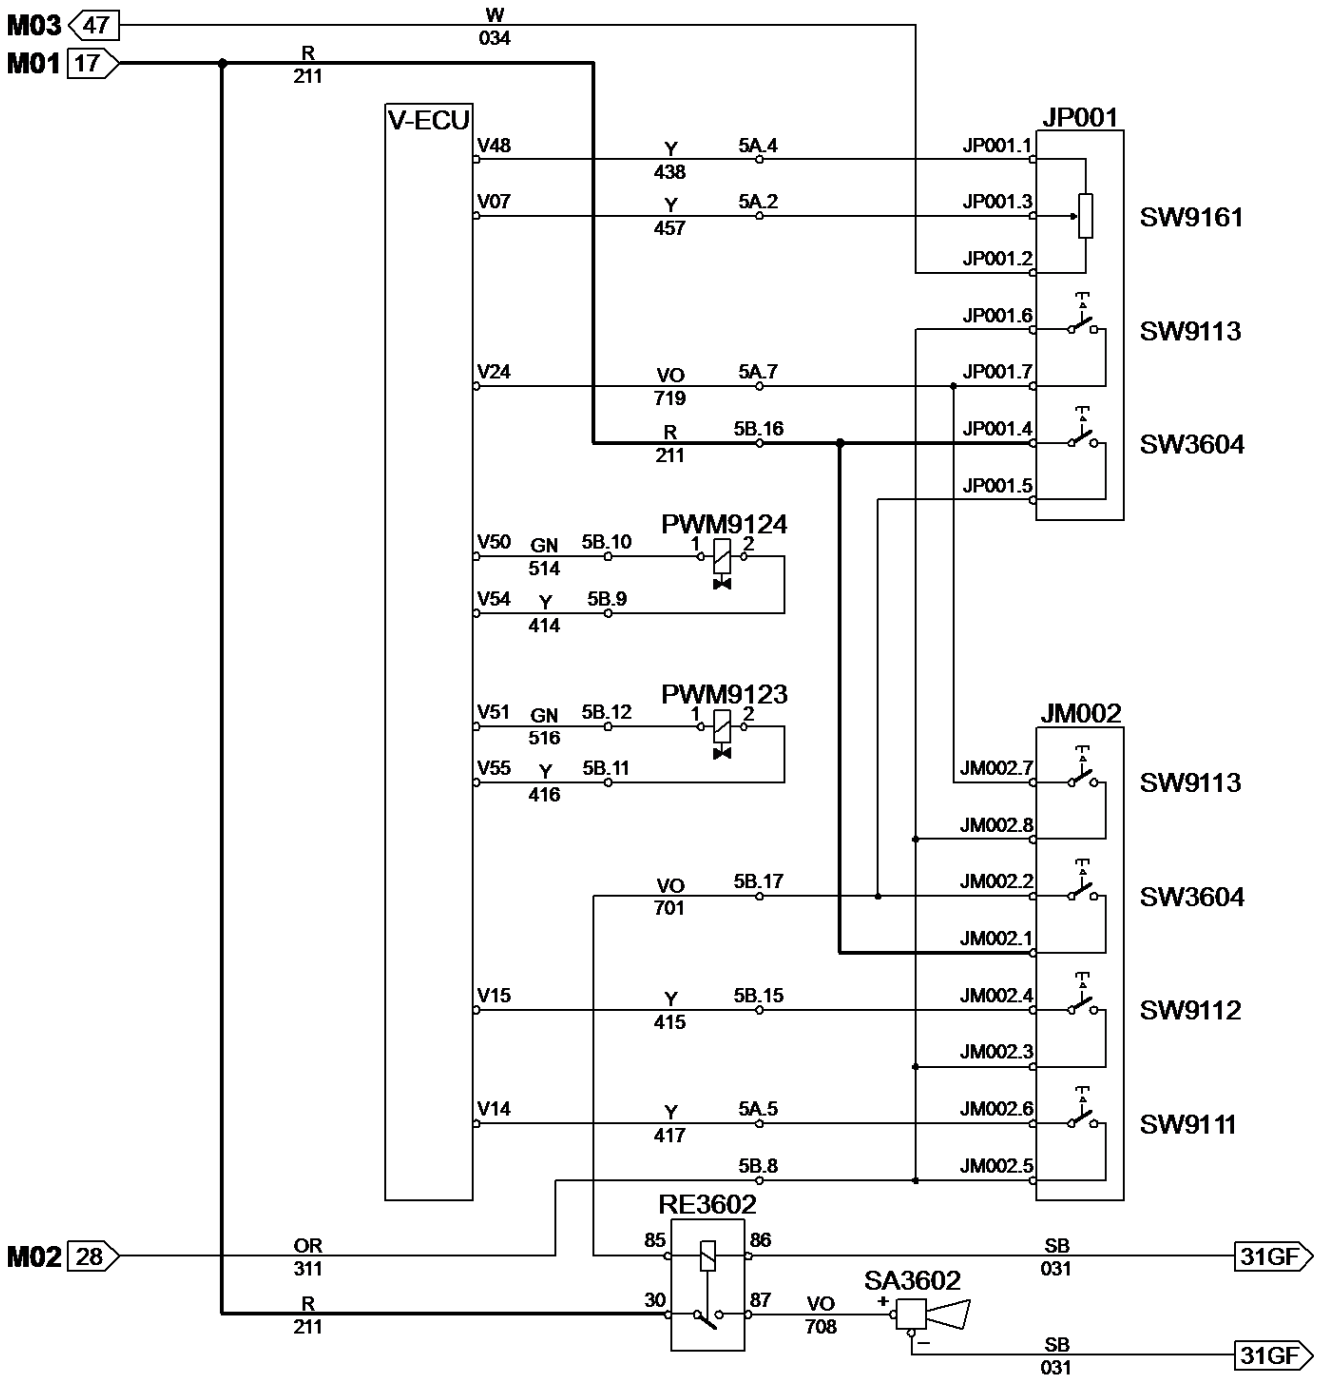 M03 47 W
034
M01 17 R
211
V-ECU
JP001
V48 Y 5A.4 JP001.1
438
V07 Y 5A.2 JP001.3
457
SW9161
JP001.2
JP001.6
SW9113
V24 VO 5A.7 JP001.7
719
R 5B.16 JP001.4
211
SW3604
JP001.5
PWM9124
V50 GN 5B.10 1 2
514
V54 Y 5B.9
414
PWM9123
V51 GN 5B.12 1 2
516
V55 Y 5B.11
416
JM002
JM002.7
SW9113
JM002.8
VO 5B.17 JM002.2
701
SW3604
JM002.1
V15 Y 5B.15 JM002.4
415
SW9112
JM002.3
V14 Y 5A.5 JM002.6
417
SW9111
5B.8 JM002.5
RE3602
M02 28 OR 85 86 SB 31GF
311 031
SA3602
R 30 87 VO + 
211 708
− SB 31GF
031